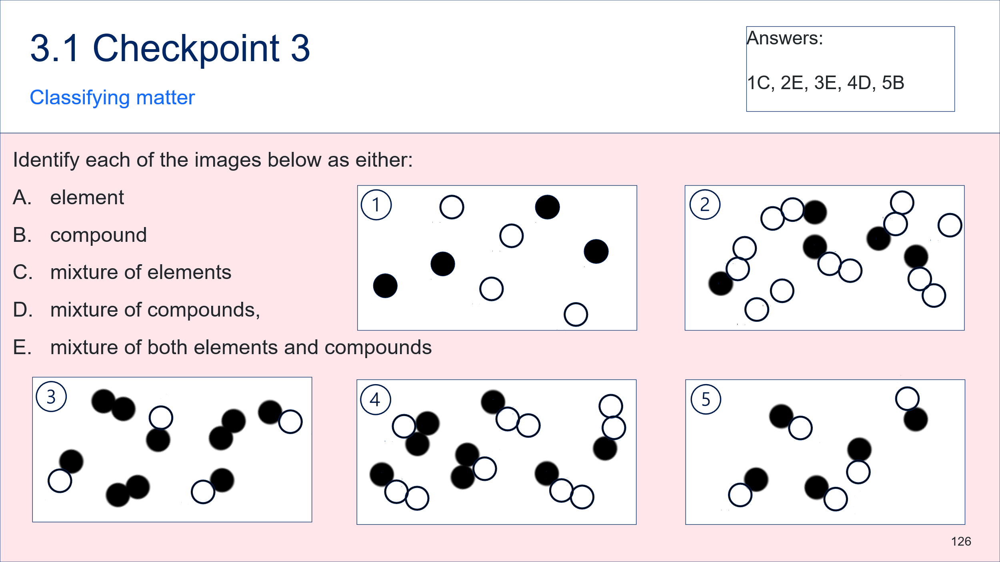 3.1 Checkpoint 3
Classifying matter
Answers:
1C, 2E, 3E, 4D, 5B
Identify each of the images below as either:
A. element
B. compound
C. mixture of elements
D. mixture of compounds,
E. mixture of both elements and compounds
1
2
3
4
5
126